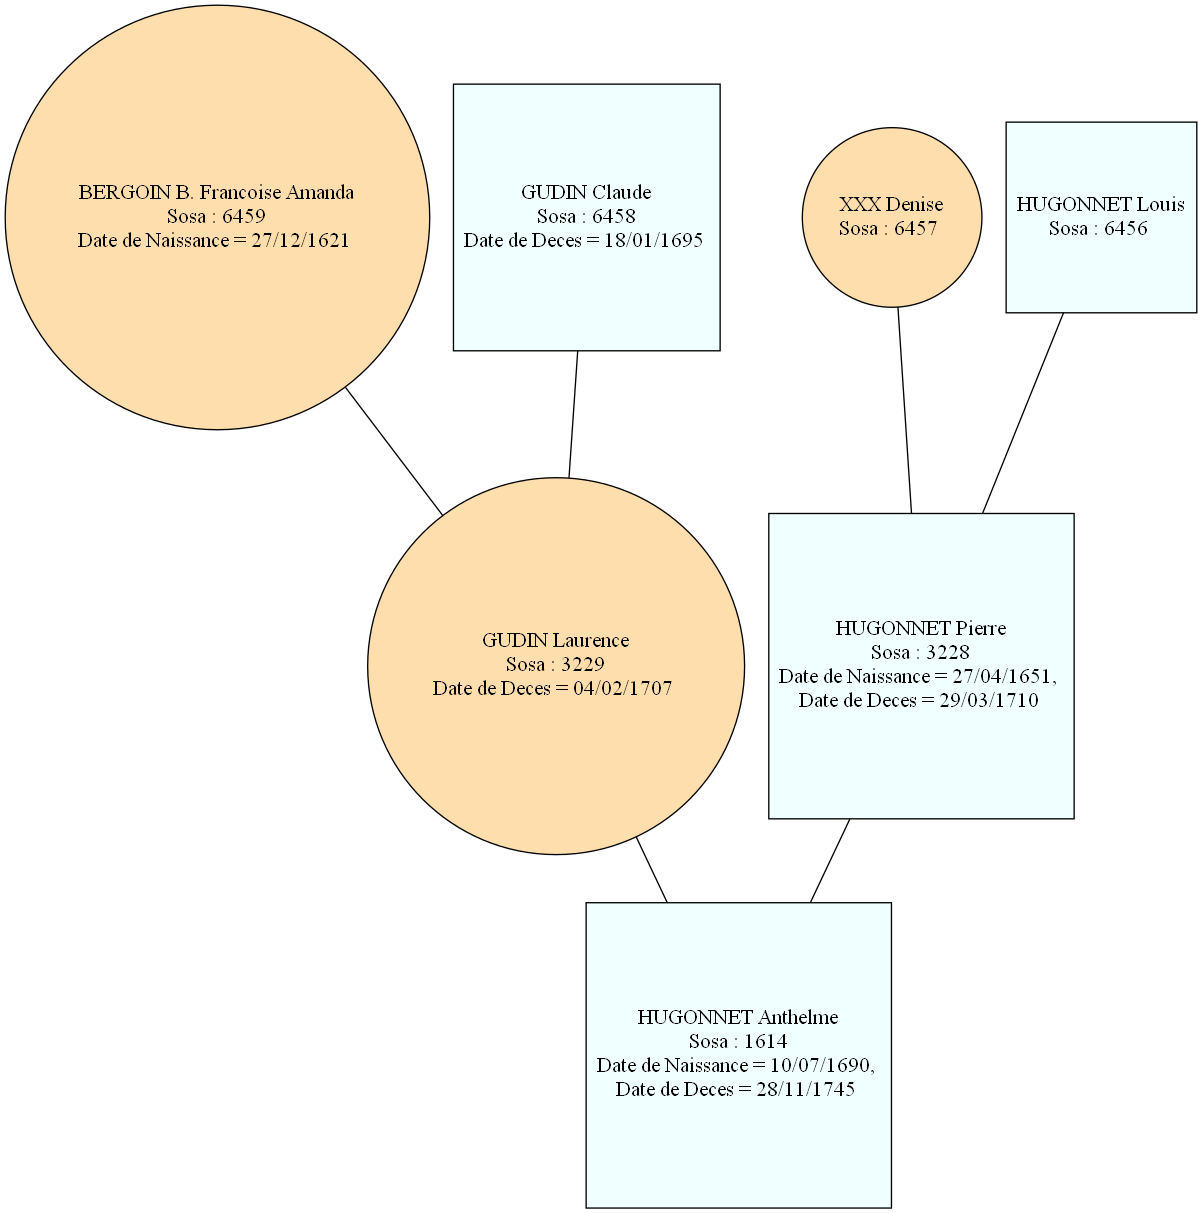 BERGOIN B. Francoise Amanda
Sosa : 6459
Date de Naissance = 27/12/1621
GUDIN Claude
Sosa : 6458
Date de Deces = 18/01/1695
XXX Denise
Sosa : 6457
HUGONNET Louis
Sosa : 6456
GUDIN Laurence
Sosa : 3229
Date de Deces = 04/02/1707
HUGONNET Pierre
Sosa : 3228
Date de Naissance = 27/04/1651,
Date de Deces = 29/03/1710
HUGONNET Anthelme
Sosa : 1614
Date de Naissance = 10/07/1690,
Date de Deces = 28/11/1745